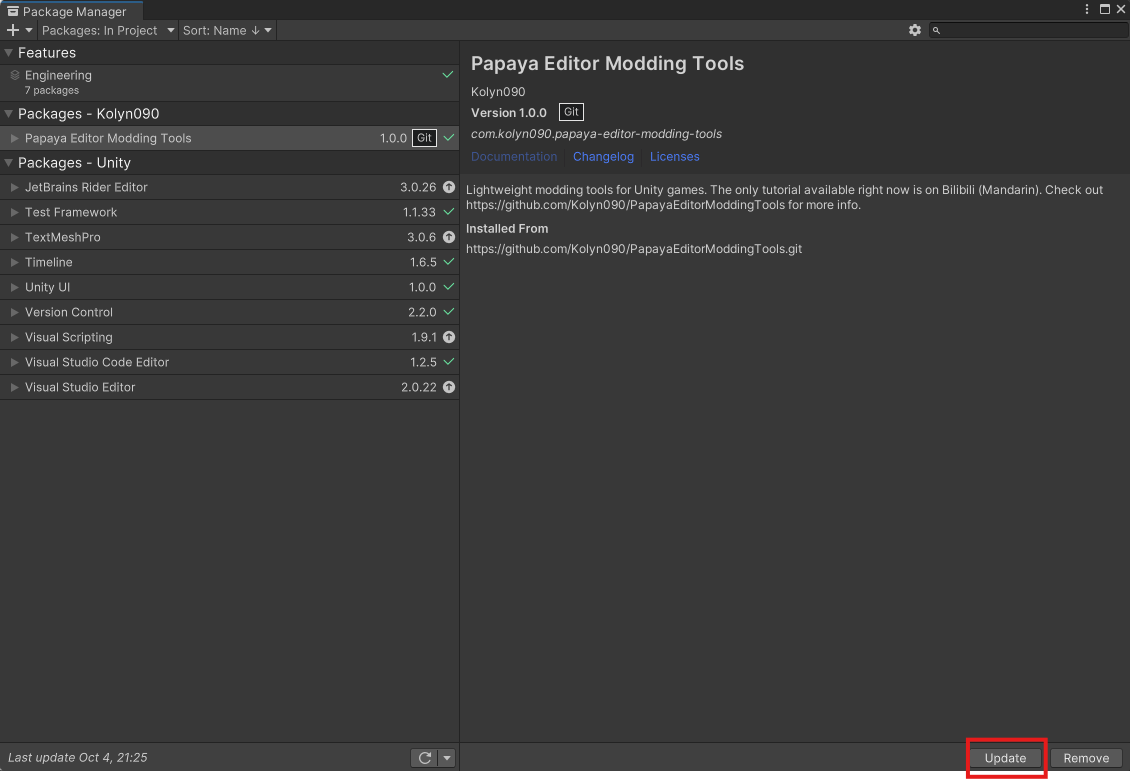 Package Manager
Packages: In Project
Sort: Name ↓
Features
Engineering
7 packages
Packages - Kolyn090
Papaya Editor Modding Tools 1.0.0 Git
Packages - Unity
JetBrains Rider Editor 3.0.26
Test Framework 1.1.33
TextMeshPro 3.0.6
Timeline 1.6.5
Unity UI 1.0.0
Version Control 2.2.0
Visual Scripting 1.9.1
Visual Studio Code Editor 1.2.5
Visual Studio Editor 2.0.22
Last update Oct 4, 21:25
Papaya Editor Modding Tools
Kolyn090
Version 1.0.0 Git
com.kolyn090.papaya-editor-modding-tools
Documentation Changelog Licenses
Lightweight modding tools for Unity games. The only tutorial available right now is on Bilibili (Mandarin). Check out
https://github.com/Kolyn090/PapayaEditorModdingTools for more info.
Installed From
https://github.com/Kolyn090/PapayaEditorModdingTools.git
Update Remove